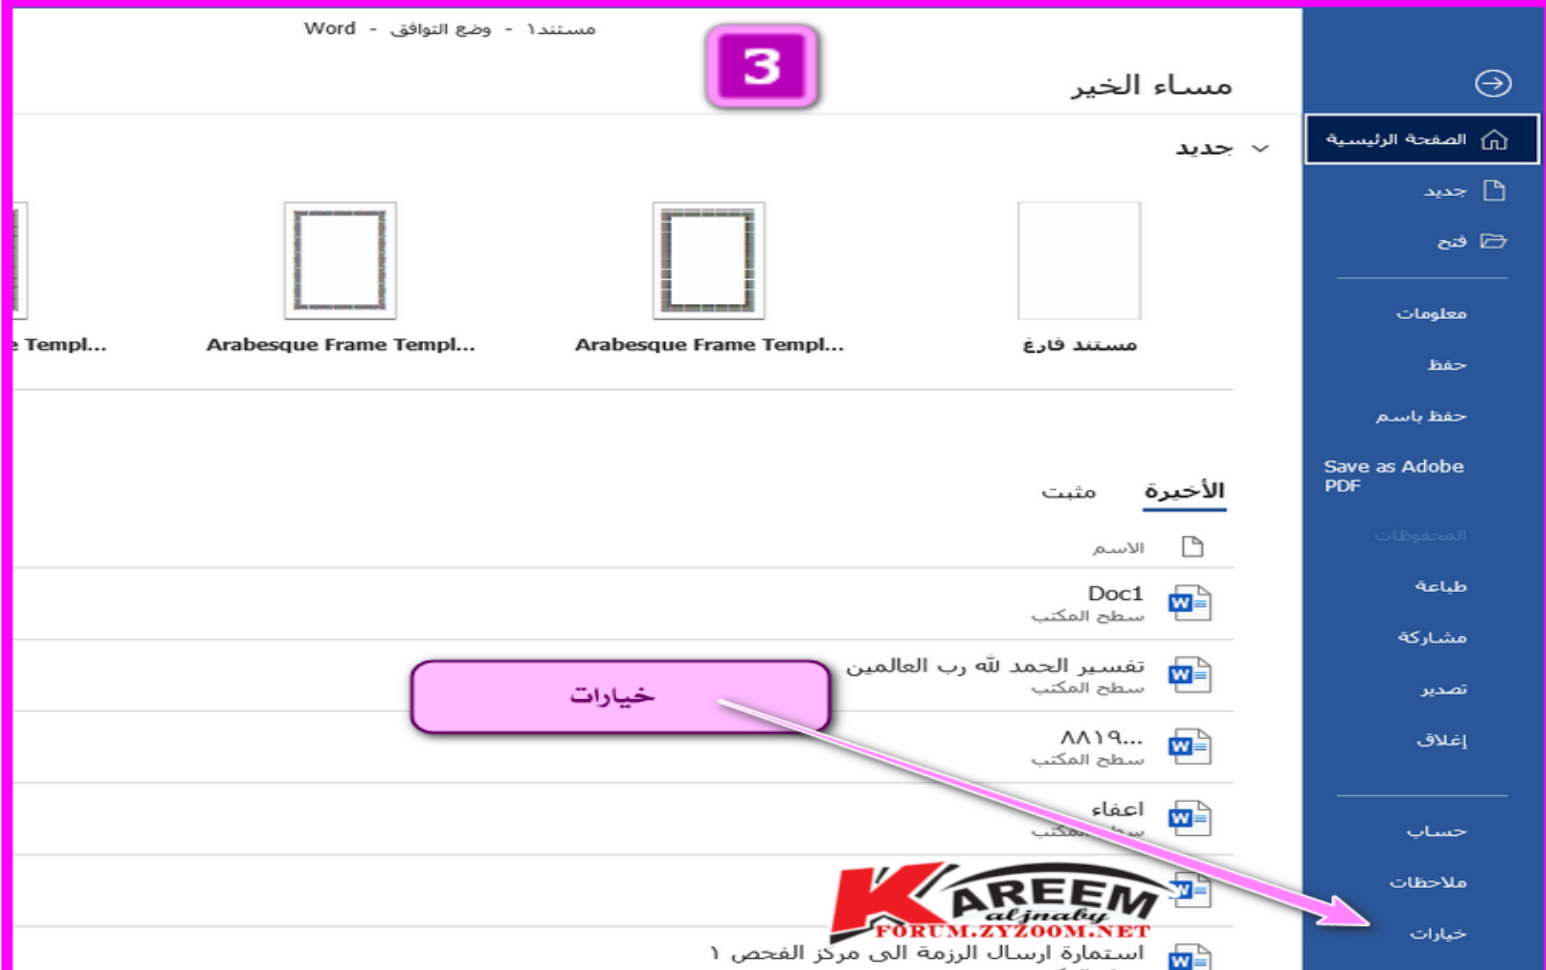 مستند١ - وضع التوافق - Word
3
مساء الخير
الصفحة الرئيسية
جديد
فتح
معلومات
حفظ
حفظ باسم
Save as Adobe
PDF
المحفوظات
طباعة
مشاركة
تصدير
إغلاق
حساب
ملاحظات
خيارات
جديد
مستند فارغ
Arabesque Frame Templ...
Arabesque Frame Templ...
e Templ...
الأخيرة مثبت
الاسم
Doc1
سطح المكتب
تفسير الحمد لله رب العالمين
سطح المكتب
خيارات
٨٨١٩...
سطح المكتب
اعفاء
سطح المكتب
KAREEM
aljnaby
FORUM.ZYZOOM.NET
استمارة ارسال الرزمة الى مركز الفحص ١